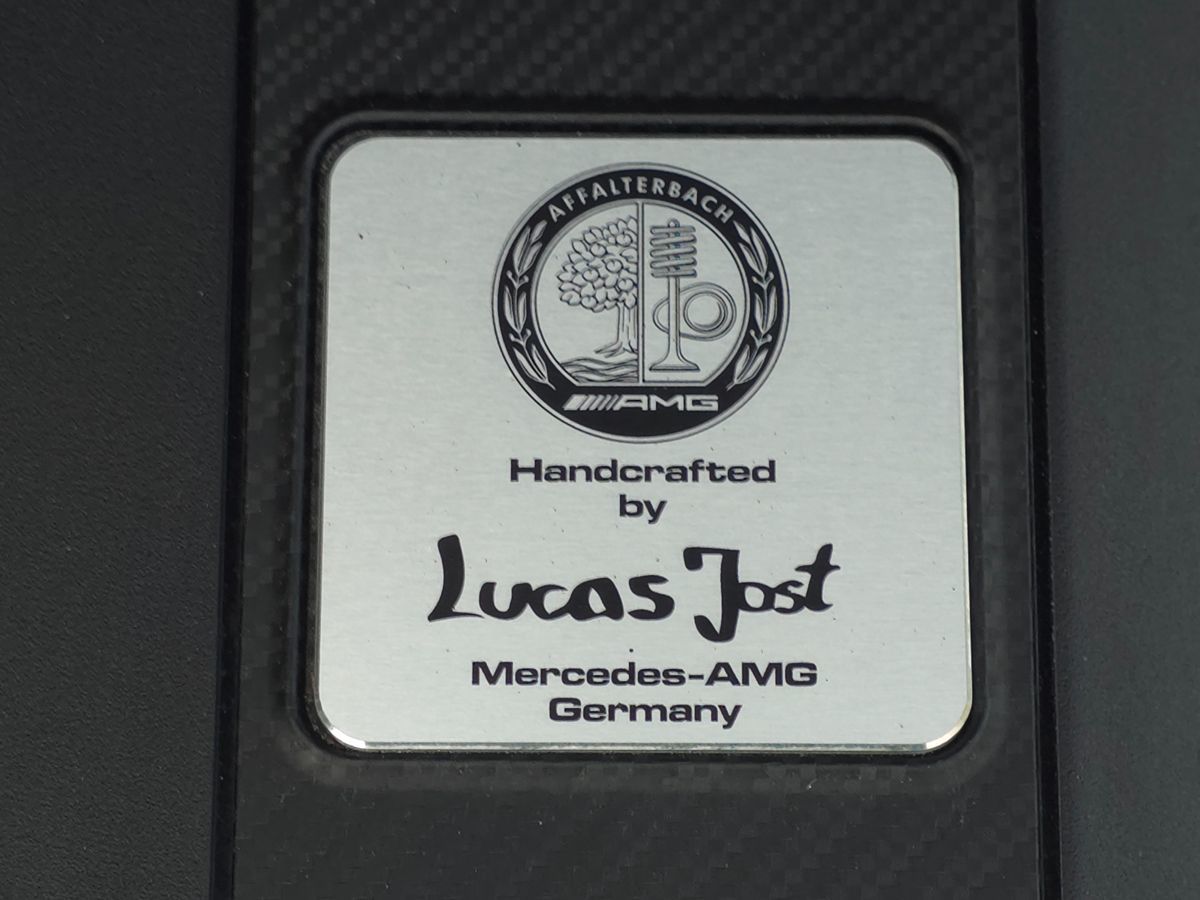 AFFALTERBACH
AMG
Handcrafted
by
Lucas Jost
Mercedes-AMG
Germany